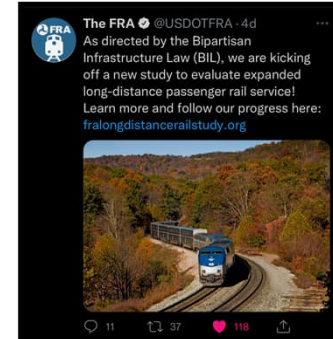 The FRA @USDOTFRA · 4d
FRA
As directed by the Bipartisan
Infrastructure Law (BIL), we are kicking
off a new study to evaluate expanded
long-distance passenger rail service!
Learn more and follow our progress here:
fralongdistancerailstudy.org
11 37 118